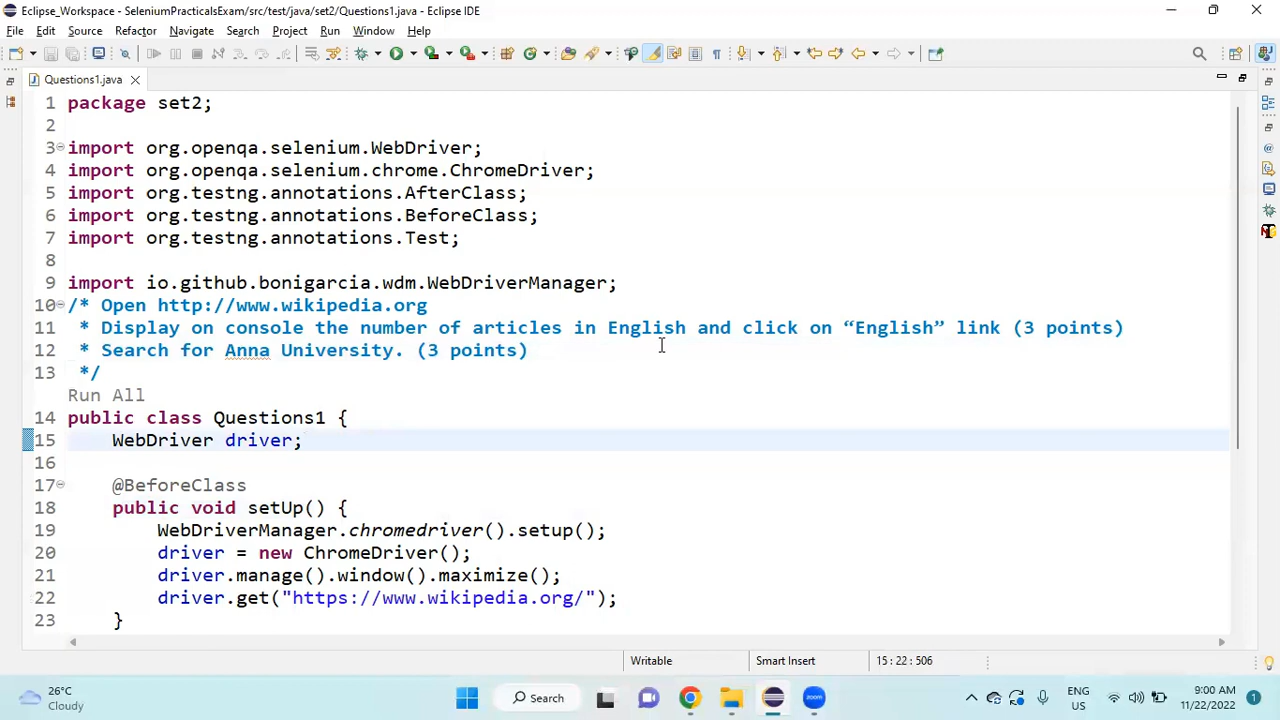 Eclipse_Workspace - SeleniumPracticalsExam/src/test/java/set2/Questions1.java - Eclipse IDE
File Edit Source Refactor Navigate Search Project Run Window Help
Questions1.java
1 package set2;
2
3 import org.openqa.selenium.WebDriver;
4 import org.openqa.selenium.chrome.ChromeDriver;
5 import org.testng.annotations.AfterClass;
6 import org.testng.annotations.BeforeClass;
7 import org.testng.annotations.Test;
8
9 import io.github.bonigarcia.wdm.WebDriverManager;
10 /* Open http://www.wikipedia.org
11 * Display on console the number of articles in English and click on “English” link (3 points)
12 * Search for Anna University. (3 points)
13 */
Run All
14 public class Questions1 {
15 WebDriver driver;
16
17 @BeforeClass
18 public void setUp() {
19 WebDriverManager.chromedriver().setup();
20 driver = new ChromeDriver();
21 driver.manage().window().maximize();
22 driver.get("https://www.wikipedia.org/");
23 }
Writable Smart Insert 15 : 22 : 506
26°C
Cloudy
Search
zoom
ENG
US
9:00 AM
11/22/2022
1